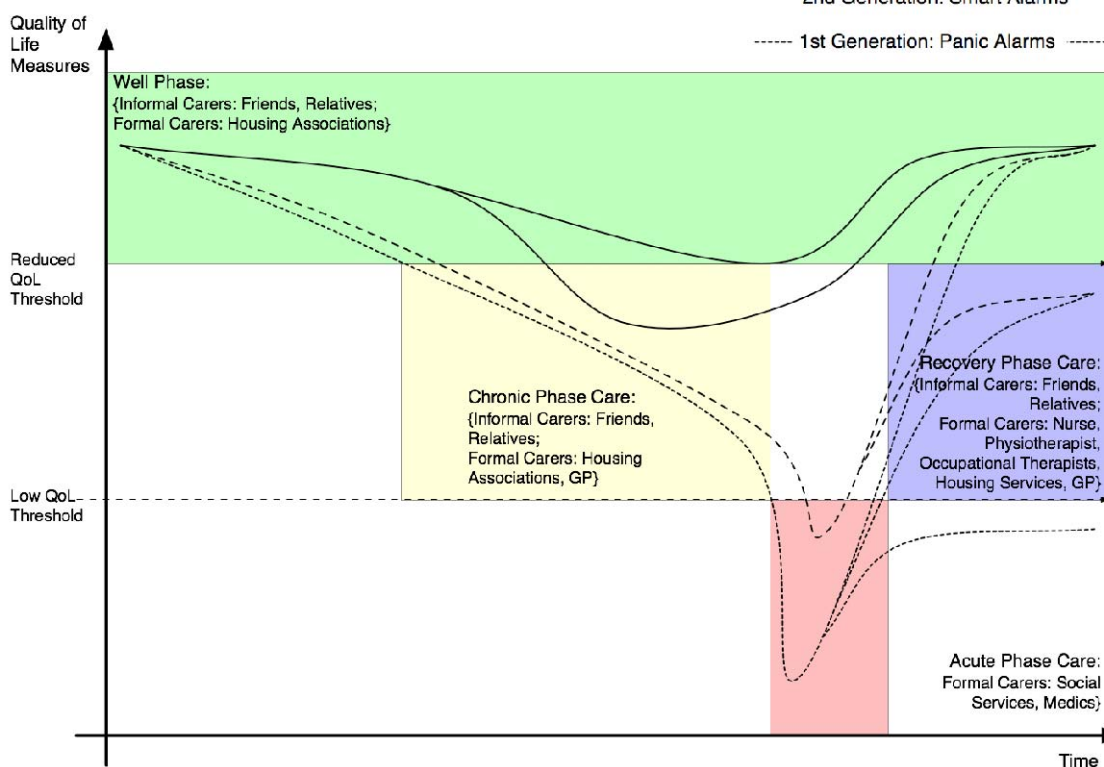 2nd Generation: Smart Alarms
1st Generation: Panic Alarms
Quality of
Life
Measures
Well Phase:
{Informal Carers: Friends, Relatives;
Formal Carers: Housing Associations}
Reduced
QoL
Threshold
Chronic Phase Care:
{Informal Carers: Friends,
Relatives;
Formal Carers: Housing
Associations, GP}
Recovery Phase Care:
{Informal Carers: Friends,
Relatives;
Formal Carers: Nurse,
Physiotherapist,
Occupational Therapists,
Housing Services, GP}
Low QoL
Threshold
Acute Phase Care:
Formal Carers: Social
Services, Medics}
Time